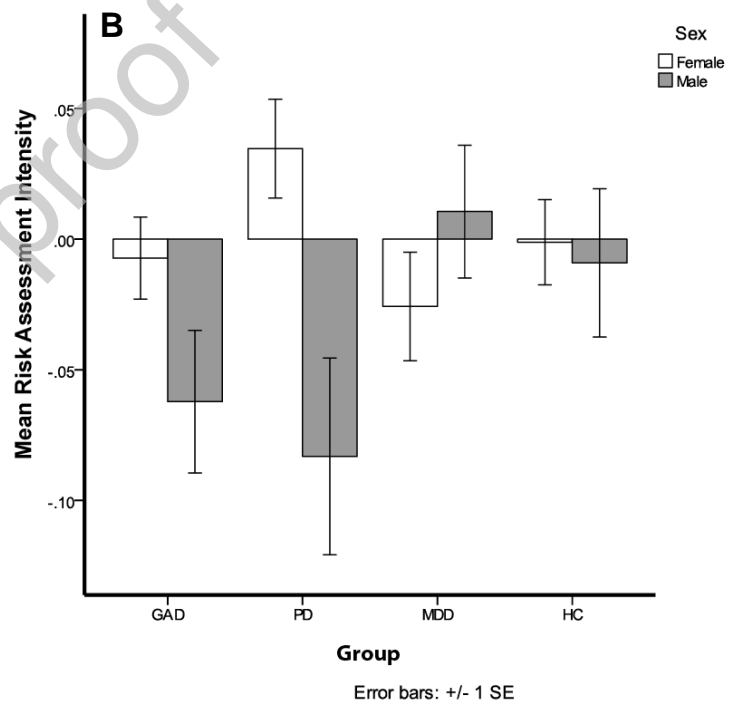 B
Sex
Female
Male
proof
Mean Risk Assessment Intensity
.05
.00
-.05
-.10
GAD
PD
MDD
HC
Group
Error bars: +/- 1 SE